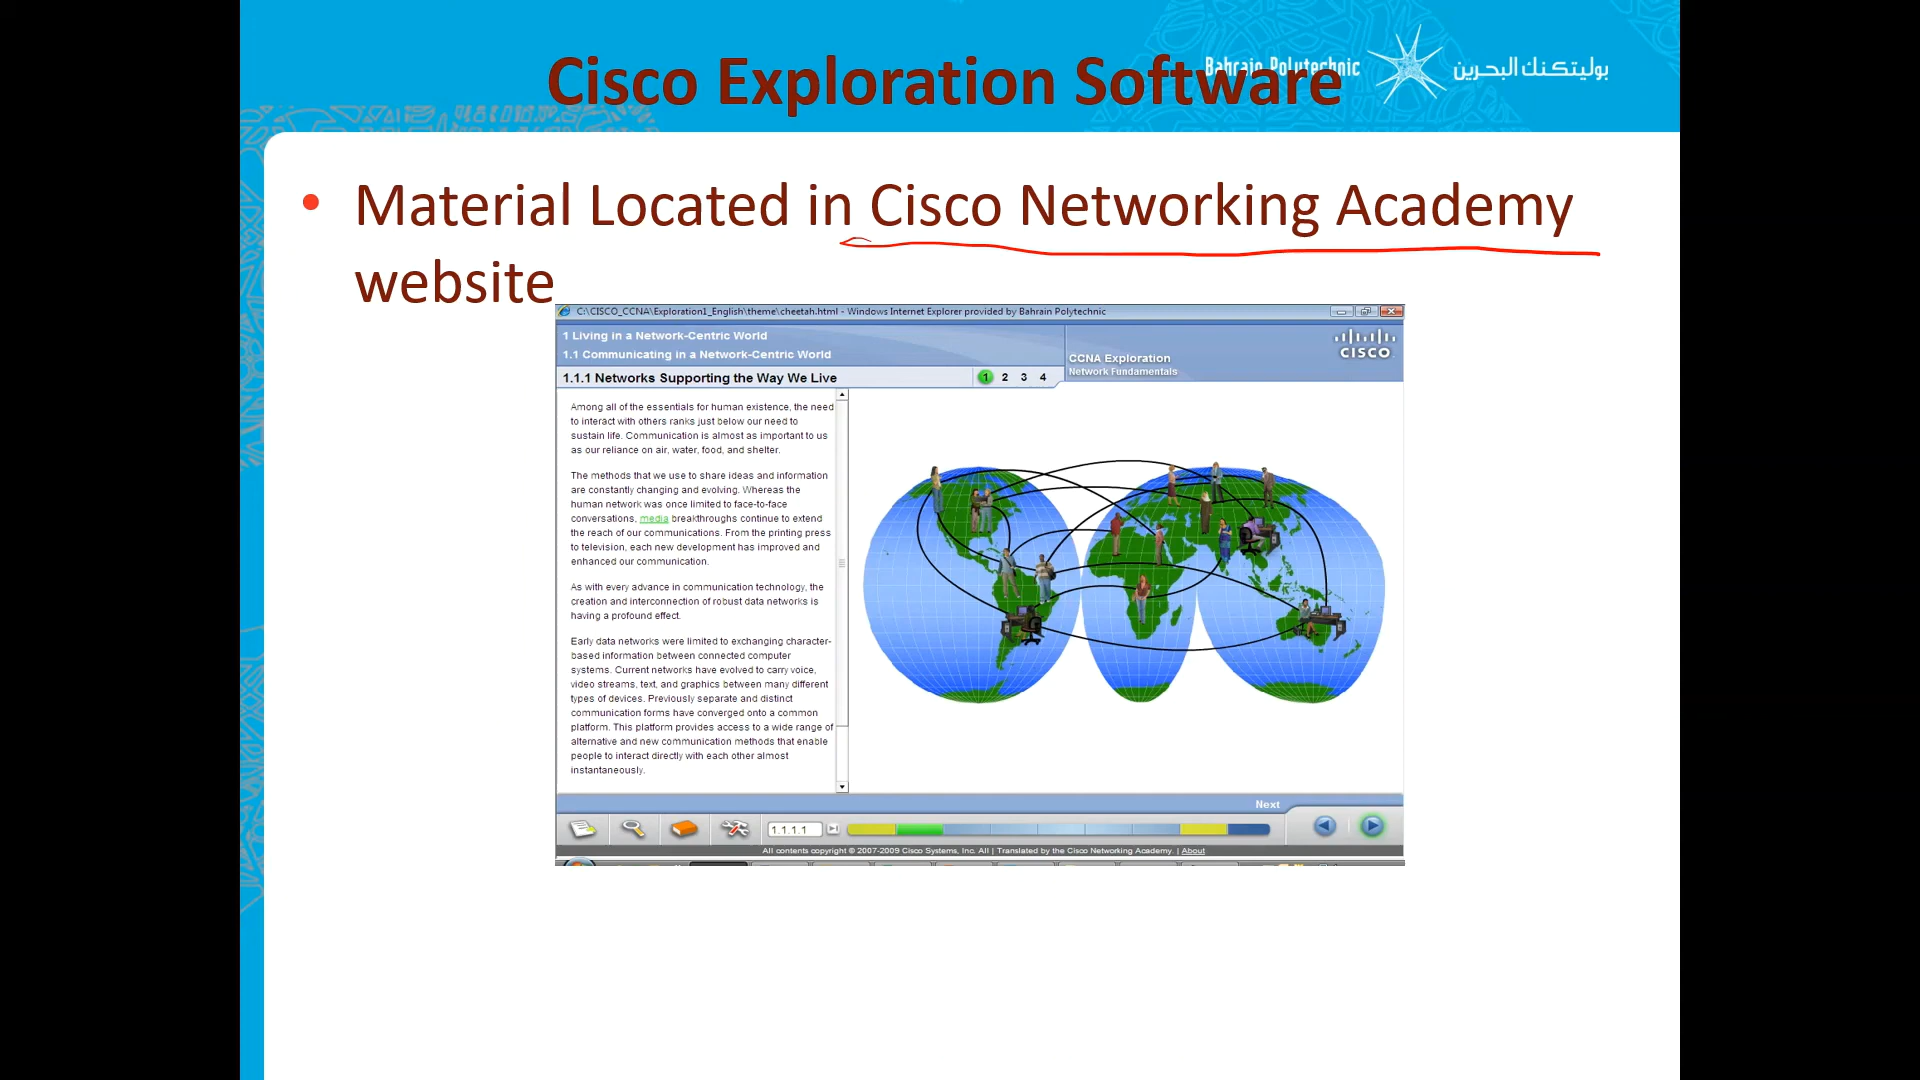 Cisco Exploration Software
Bahrain Polytechnic
بوليتكنك البحرين
• Material Located in Cisco Networking Academy
website
C:\CISCO_CCNA\Exploration1_English\theme\cheetah.html - Windows Internet Explorer provided by Bahrain Polytechnic
1 Living in a Network-Centric World
1.1 Communicating in a Network-Centric World
CISCO
CCNA Exploration
Network Fundamentals
1.1.1 Networks Supporting the Way We Live
1 2 3 4
Among all of the essentials for human existence, the need
to interact with others ranks just below our need to
sustain life. Communication is almost as important to us
as our reliance on air, water, food, and shelter.
The methods that we use to share ideas and information
are constantly changing and evolving. Whereas the
human network was once limited to face-to-face
conversations, media breakthroughs continue to extend
the reach of our communications. From the printing press
to television, each new development has improved and
enhanced our communication.
As with every advance in communication technology, the
creation and interconnection of robust data networks is
having a profound effect.
Early data networks were limited to exchanging character-
based information between connected computer
systems. Current networks have evolved to carry voice,
video streams, text, and graphics between many different
types of devices. Previously separate and distinct
communication forms have converged onto a common
platform. This platform provides access to a wide range of
alternative and new communication methods that enable
people to interact directly with each other almost
instantaneously.
Next
1.1.1.1
All contents copyright © 2007-2009 Cisco Systems, Inc. All | Translated by the Cisco Networking Academy. | About